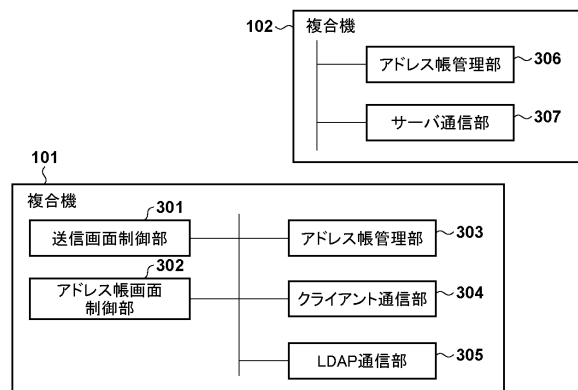 102
複合機
アドレス帳管理部
306
サーバ通信部
307
101
複合機
301
送信画面制御部
302
アドレス帳画面
制御部
アドレス帳管理部
303
クライアント通信部
304
LDAP通信部
305